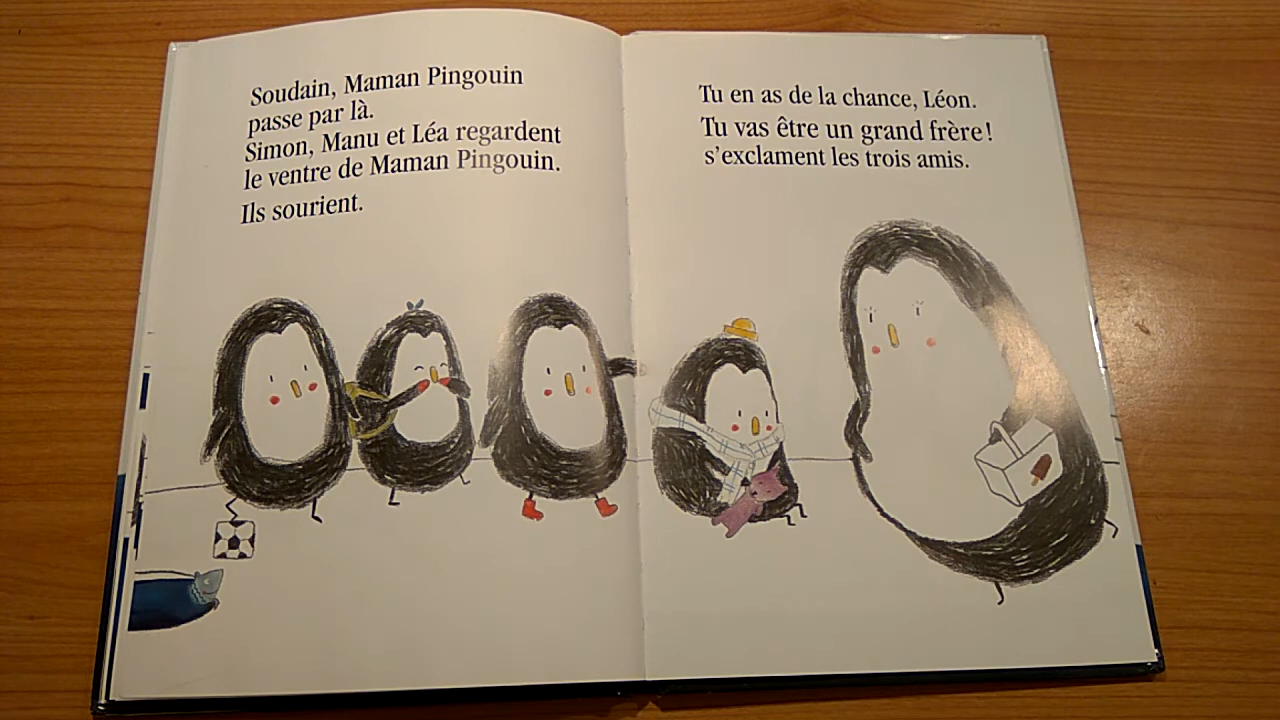 Soudain, Maman Pingouin
passe par là.
Simon, Manu et Léa regardent
le ventre de Maman Pingouin.
Ils sourient.
Tu en as de la chance, Léon.
Tu vas être un grand frère !
s'exclament les trois amis.